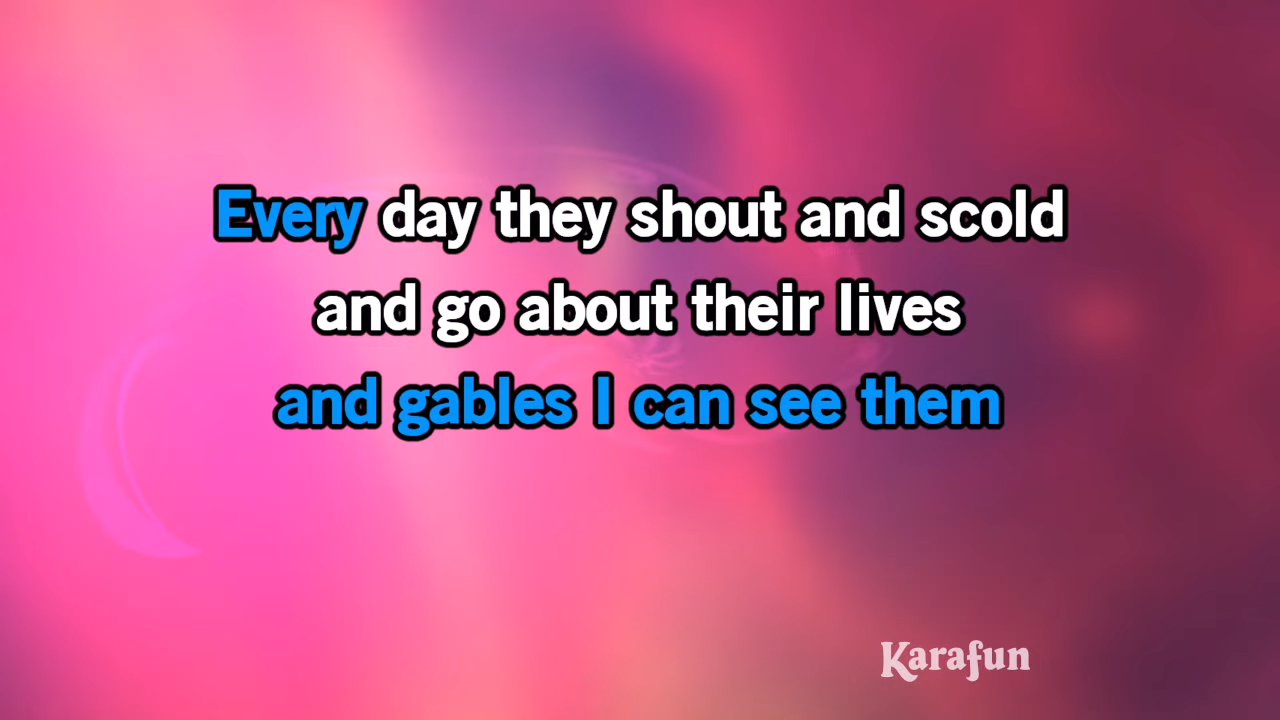 Every day they shout and scold
and go about their lives
and gables I can see them
Karafun